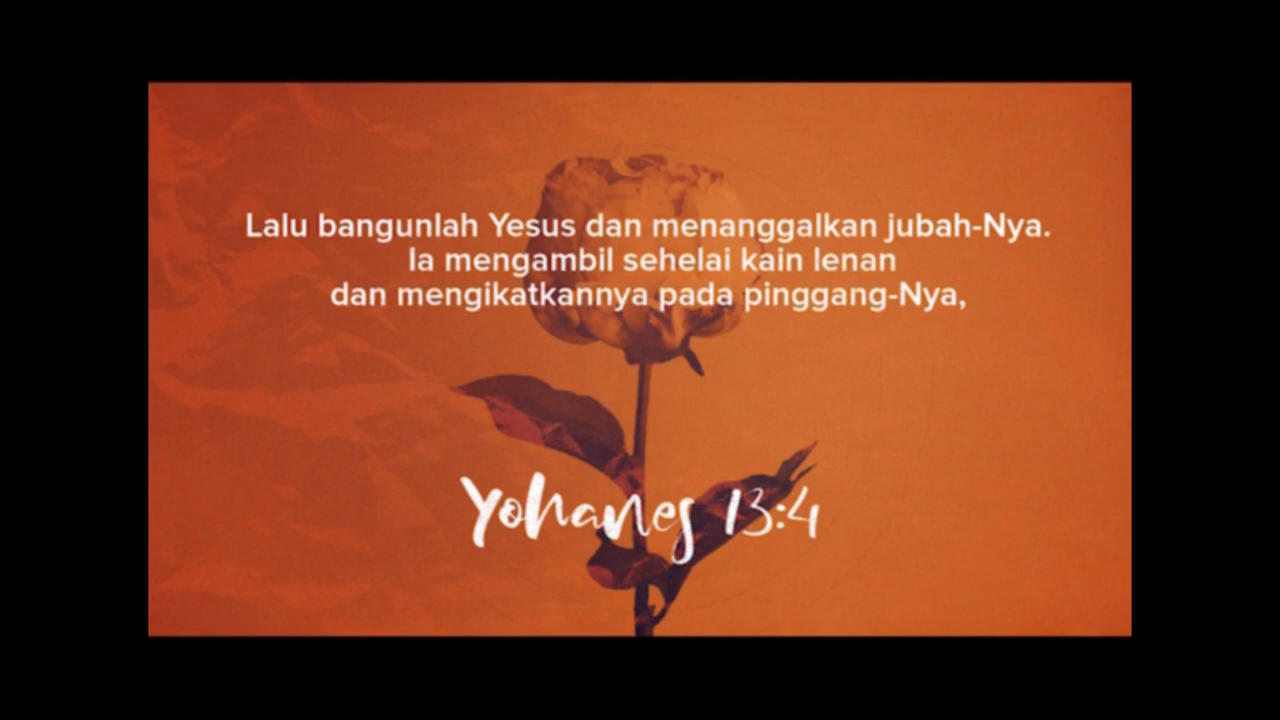 Lalu bangunlah Yesus dan menanggalkan jubah-Nya.
Ia mengambil sehelai kain lenan
dan mengikatkannya pada pinggang-Nya,
Yohanes 13:4